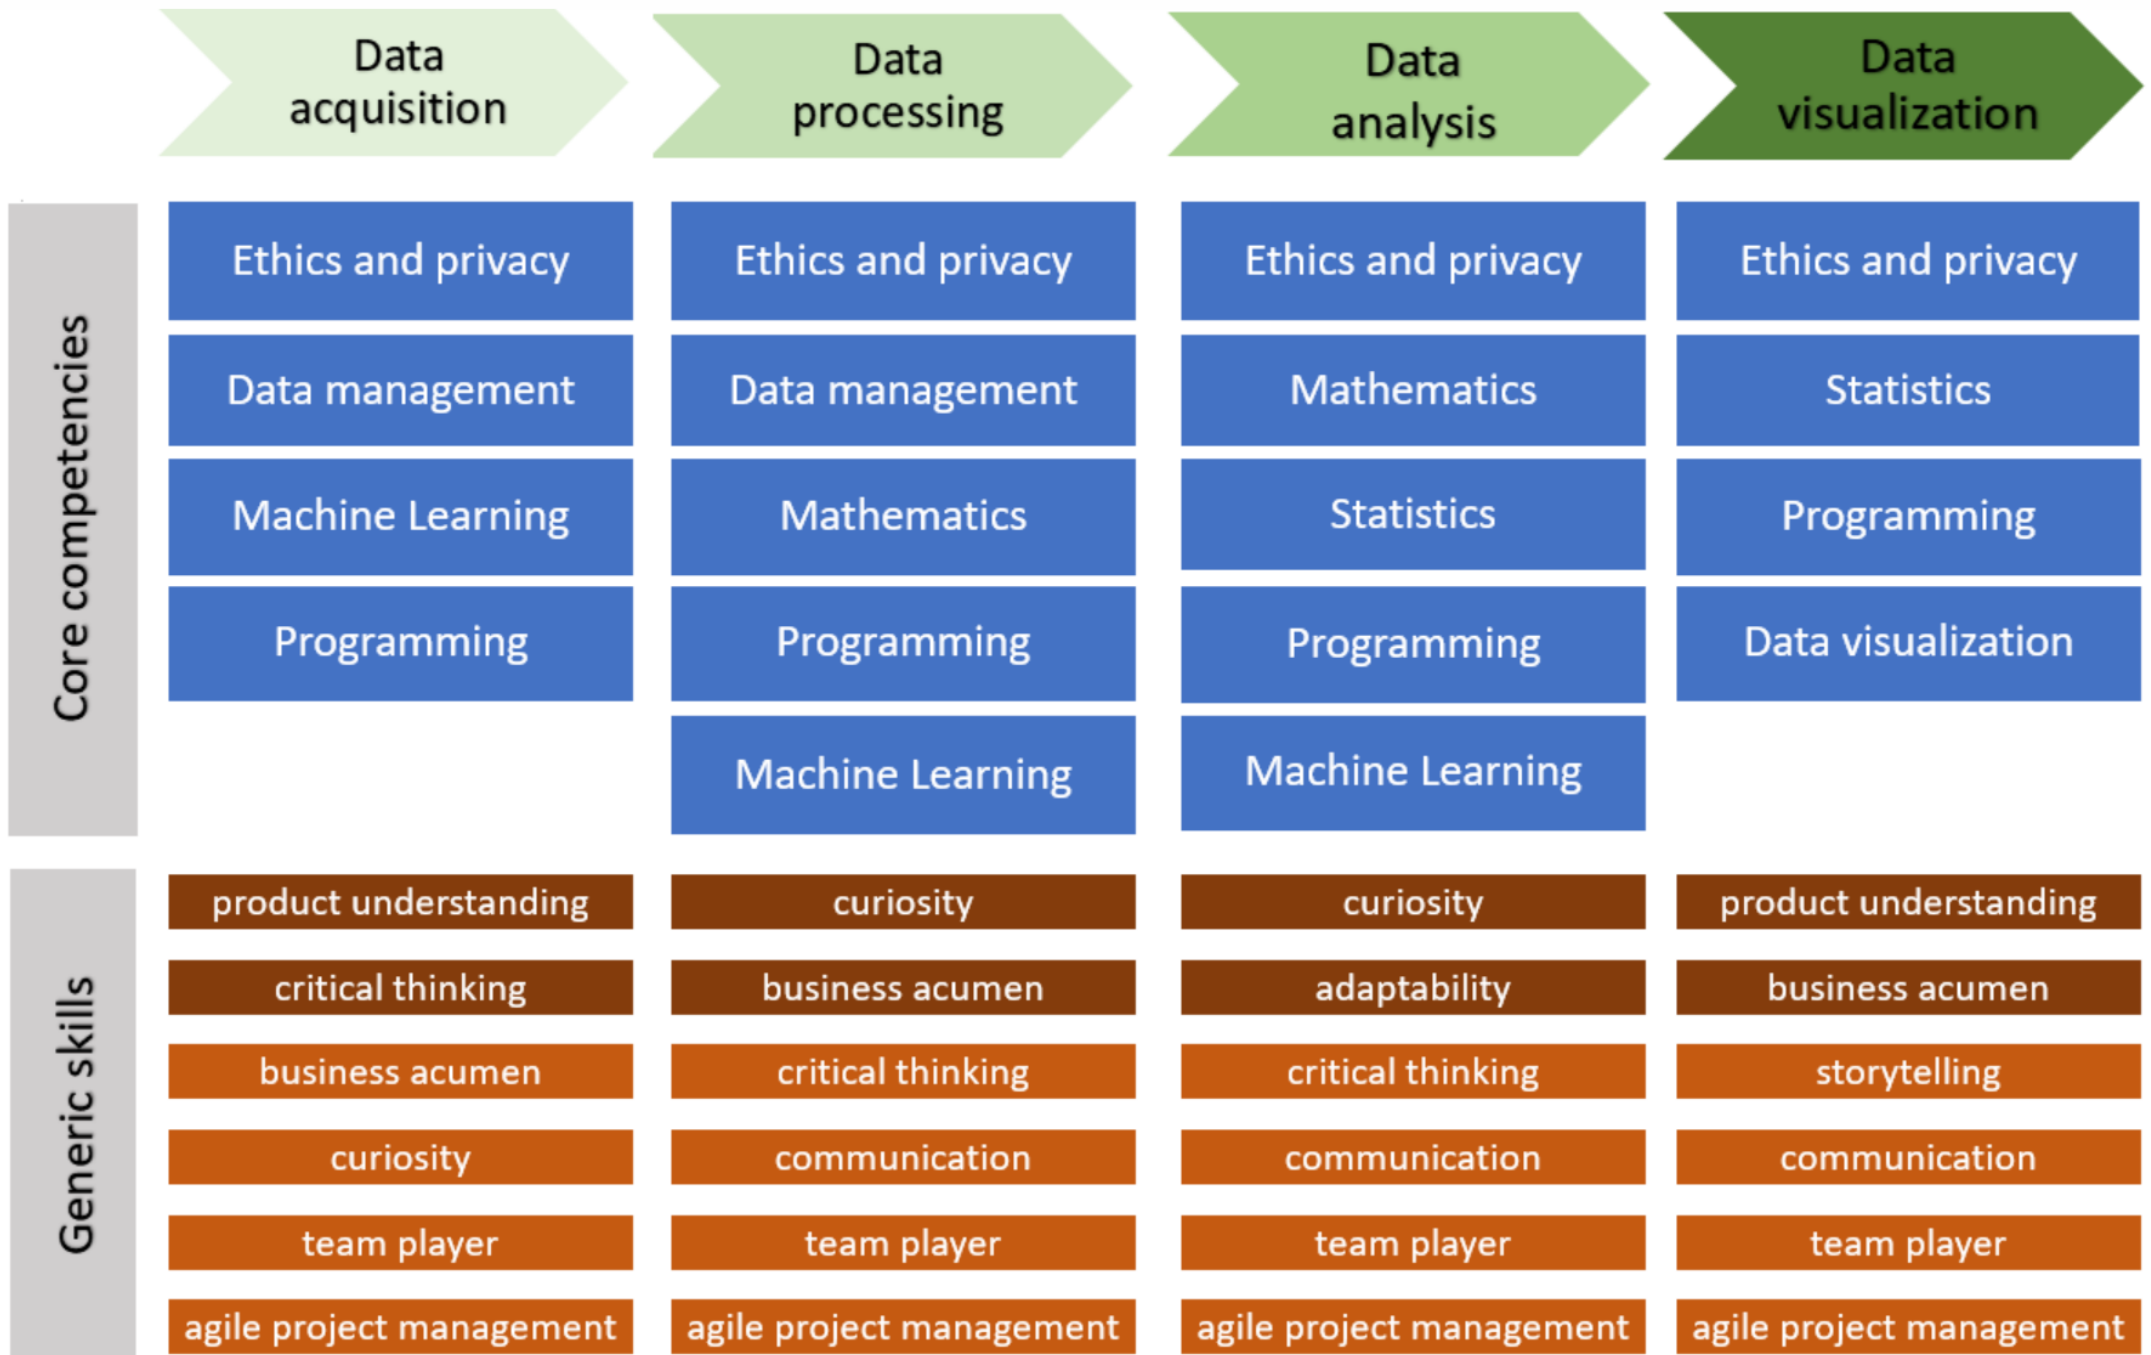 Data
acquisition
Data
processing
Data
analysis
Data
visualization
Core competencies
Ethics and privacy
Ethics and privacy
Ethics and privacy
Ethics and privacy
Data management
Data management
Mathematics
Statistics
Machine Learning
Mathematics
Statistics
Programming
Programming
Programming
Programming
Data visualization
Machine Learning
Machine Learning
Generic skills
product understanding
curiosity
curiosity
product understanding
critical thinking
business acumen
adaptability
business acumen
business acumen
critical thinking
critical thinking
storytelling
curiosity
communication
communication
communication
team player
team player
team player
team player
agile project management
agile project management
agile project management
agile project management